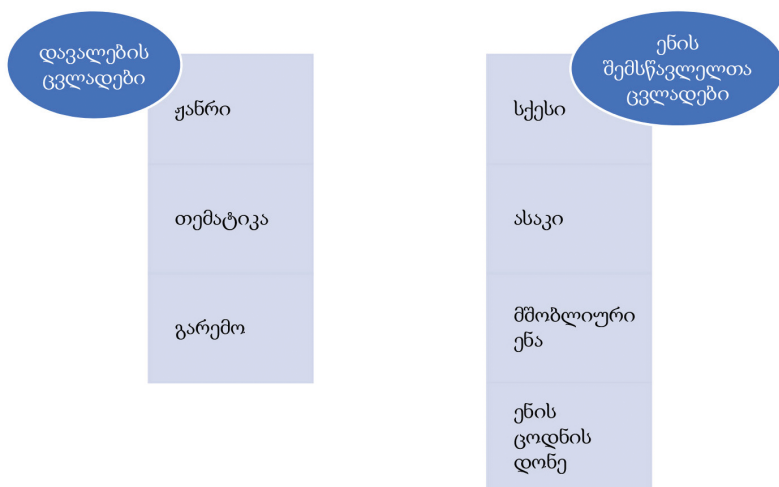 დავალების
ცვლადები
ჟანრი
თემატიკა
გარემო
ენის
შემსწავლელთა
ცვლადები
სქესი
ასაკი
მშობლიური
ენა
ენის
ცოდნის
დონე